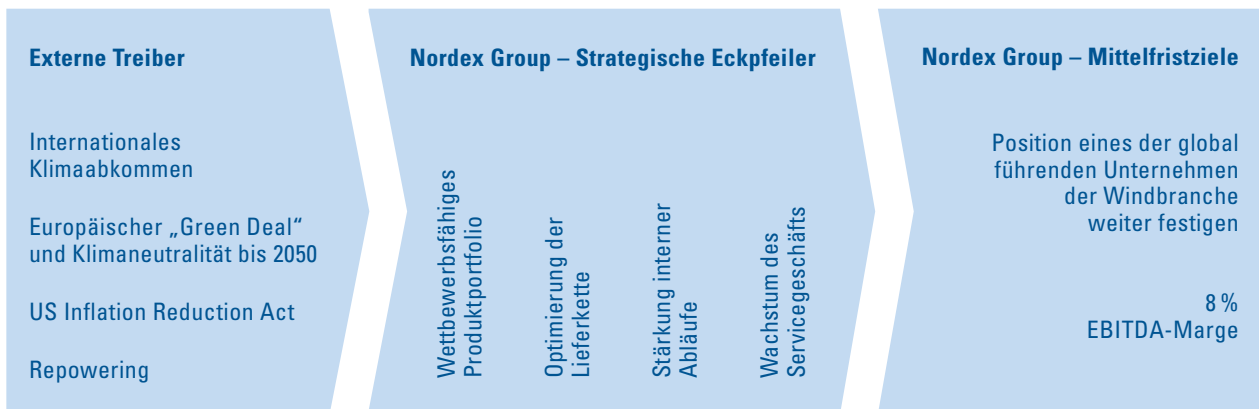 Externe Treiber
Internationales
Klimaabkommen
Europäischer „Green Deal“
und Klimaneutralität bis 2050
US Inflation Reduction Act
Repowering
Nordex Group – Strategische Eckpfeiler
Wettbewerbsfähiges
Produktportfolio
Optimierung der
Lieferkette
Stärkung interner
Abläufe
Wachstum des
Servicegeschäfts
Nordex Group – Mittelfristziele
Position eines der global
führenden Unternehmen
der Windbranche
weiter festigen
8 %
EBITDA-Marge